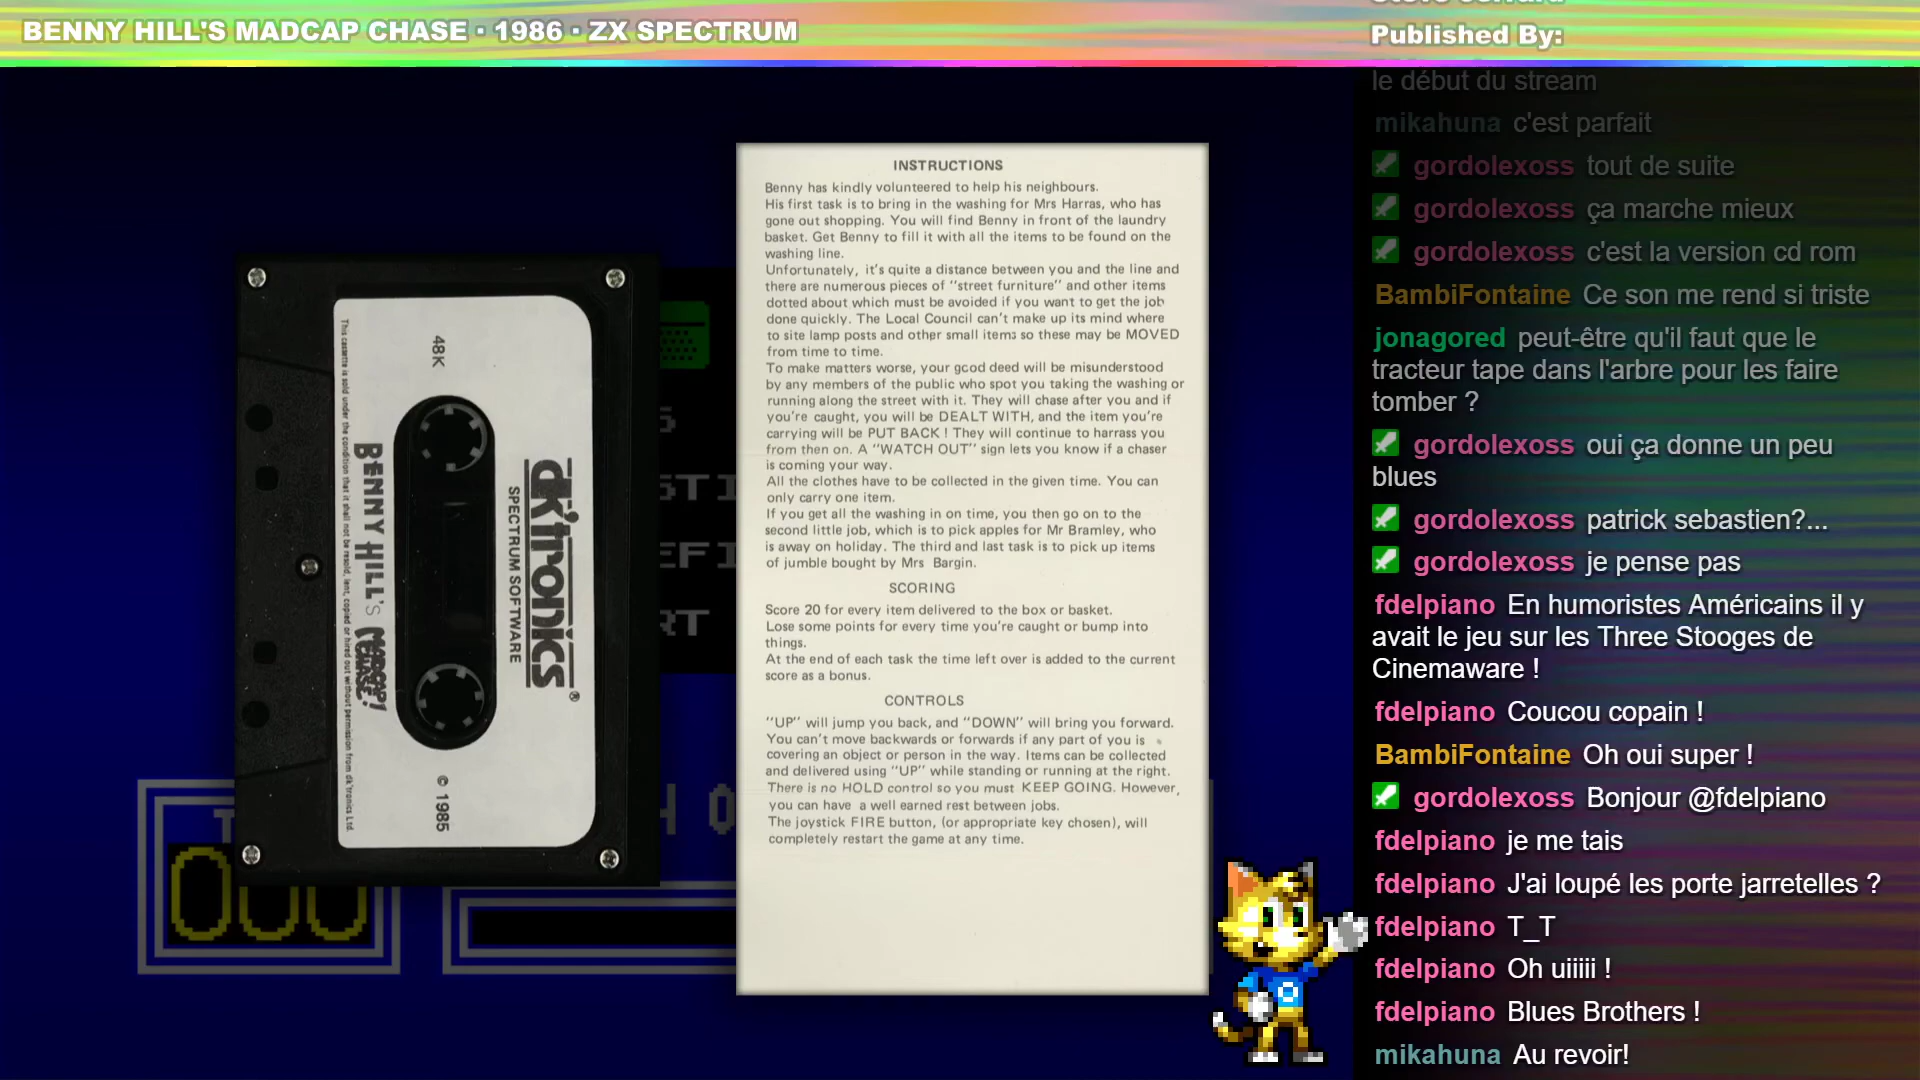 BENNY HILL'S MADCAP CHASE · 1986 · ZX SPECTRUM
Published By:
le début du stream
mikahuna c'est parfait
gordolexoss tout de suite
gordolexoss ça marche mieux
gordolexoss c'est la version cd rom
BambiFontaine Ce son me rend si triste
jonagored peut-être qu'il faut que le
tracteur tape dans l'arbre pour les faire
tomber ?
gordolexoss oui ça donne un peu
blues
gordolexoss patrick sebastien?...
gordolexoss je pense pas
fdelpiano En humoristes Américains il y
avait le jeu sur les Three Stooges de
Cinemaware !
fdelpiano Coucou copain !
BambiFontaine Oh oui super !
gordolexoss Bonjour @fdelpiano
fdelpiano je me tais
fdelpiano J'ai loupé les porte jarretelles ?
fdelpiano T_T
fdelpiano Oh uiiiii !
fdelpiano Blues Brothers !
mikahuna Au revoir!
INSTRUCTIONS
Benny has kindly volunteered to help his neighbours.
His first task is to bring in the washing for Mrs Harras, who has
gone out shopping. You will find Benny in front of the laundry
basket. Get Benny to fill it with all the items to be found on the
washing line.
Unfortunately, it's quite a distance between you and the line and
there are numerous pieces of "street furniture" and other items
dotted about which must be avoided if you want to get the job
done quickly. The Local Council can't make up its mind where
to site lamp posts and other small items so these may be MOVED
from time to time.
To make matters worse, your good deed will be misunderstood
by any members of the public who spot you taking the washing or
running along the street with it. They will chase after you and if
you're caught, you will be DEALT WITH, and the item you're
carrying will be PUT BACK ! They will continue to harrass you
from then on. A "WATCH OUT" sign lets you know if a chaser
is coming your way.
All the clothes have to be collected in the given time. You can
only carry one item.
If you get all the washing in on time, you then go on to the
second little job, which is to pick apples for Mr Bramley, who
is away on holiday. The third and last task is to pick up items
of jumble bought by Mrs Bargin.
SCORING
Score 20 for every item delivered to the box or basket.
Lose some points for every time you're caught or bump into
things.
At the end of each task the time left over is added to the current
score as a bonus.
CONTROLS
"UP" will jump you back, and "DOWN" will bring you forward.
You can't move backwards or forwards if any part of you is
covering an object or person in the way. Items can be collected
and delivered using "UP" while standing or running at the right.
There is no HOLD control so you must KEEP GOING. However,
you can have a well earned rest between jobs.
The joystick FIRE button, (or appropriate key chosen), will
completely restart the game at any time.
dk'tronics®
SPECTRUM SOFTWARE
48K
© 1985
BENNY HILL's MADCAP! CHASE!
This cassette is sold under the condition that it shall not be resold, lent, copied or hired out without permission from dk'tronics Ltd.
000